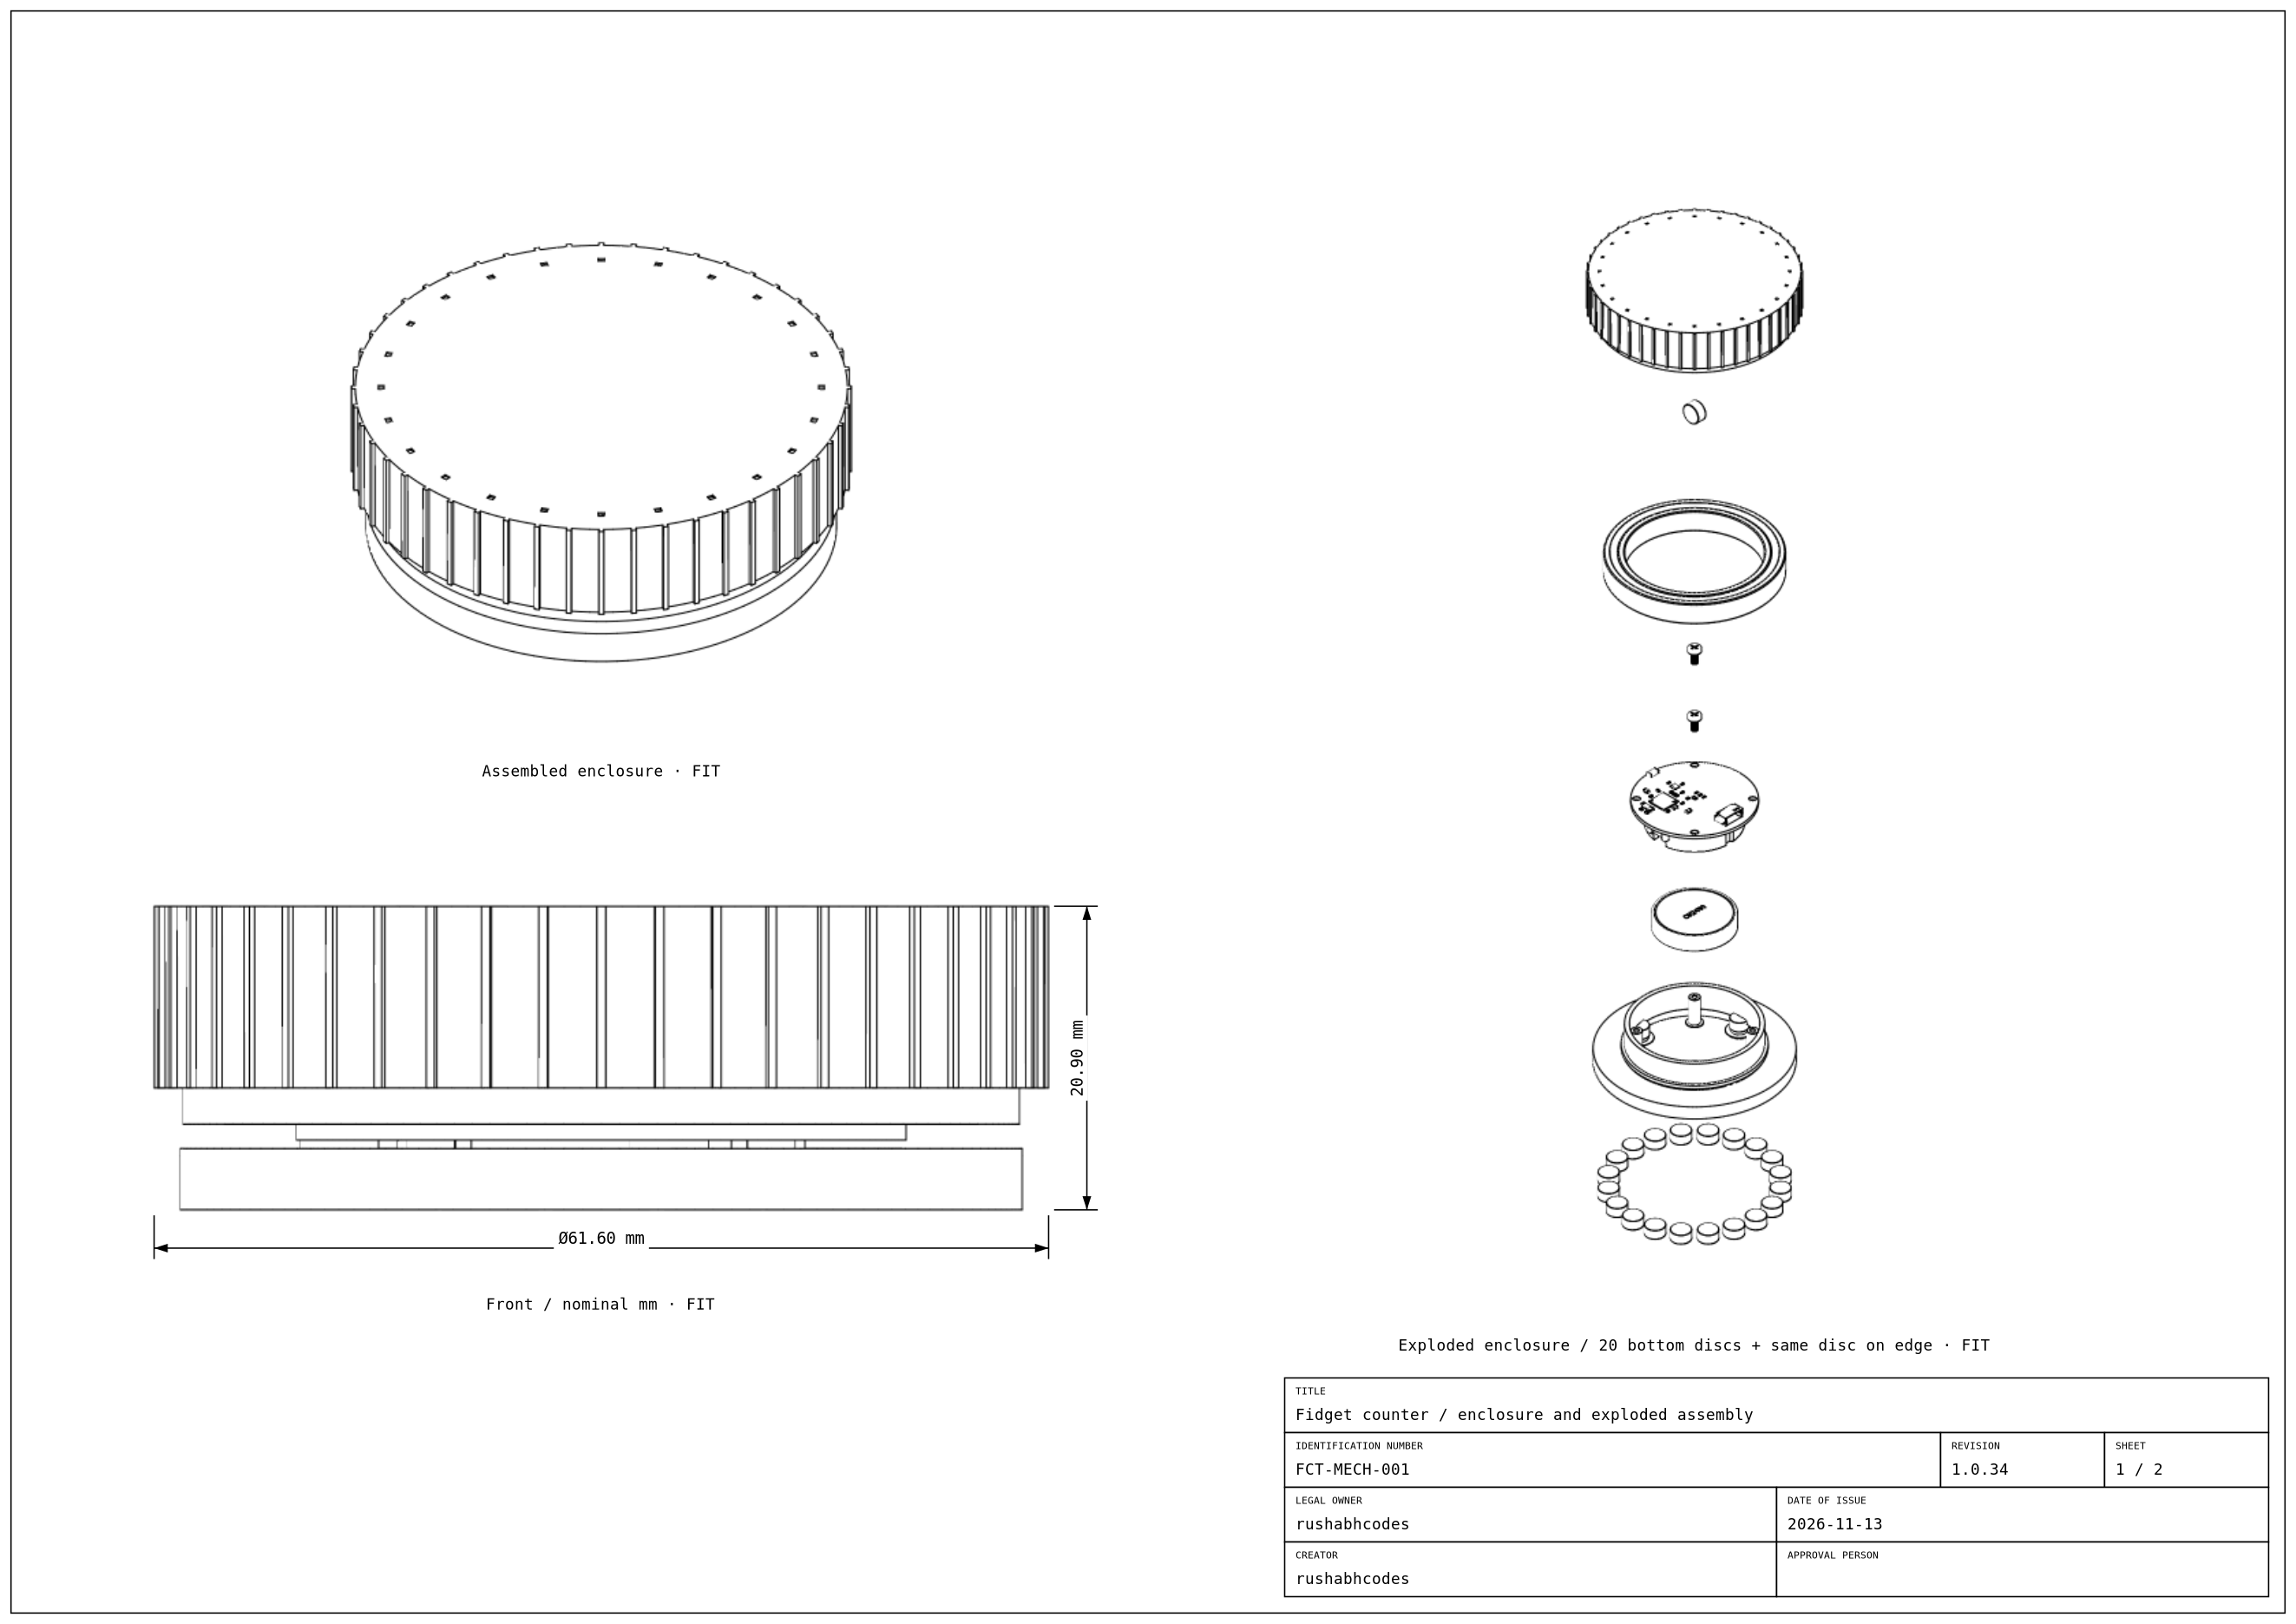 Assembled enclosure · FIT
20.90 mm
Ø61.60 mm
Front / nominal mm · FIT
Exploded enclosure / 20 bottom discs + same disc on edge · FIT
TITLE
Fidget counter / enclosure and exploded assembly
IDENTIFICATION NUMBER
FCT-MECH-001
REVISION
1.0.34
SHEET
1 / 2
LEGAL OWNER
rushabhcodes
DATE OF ISSUE
2026-11-13
CREATOR
rushabhcodes
APPROVAL PERSON